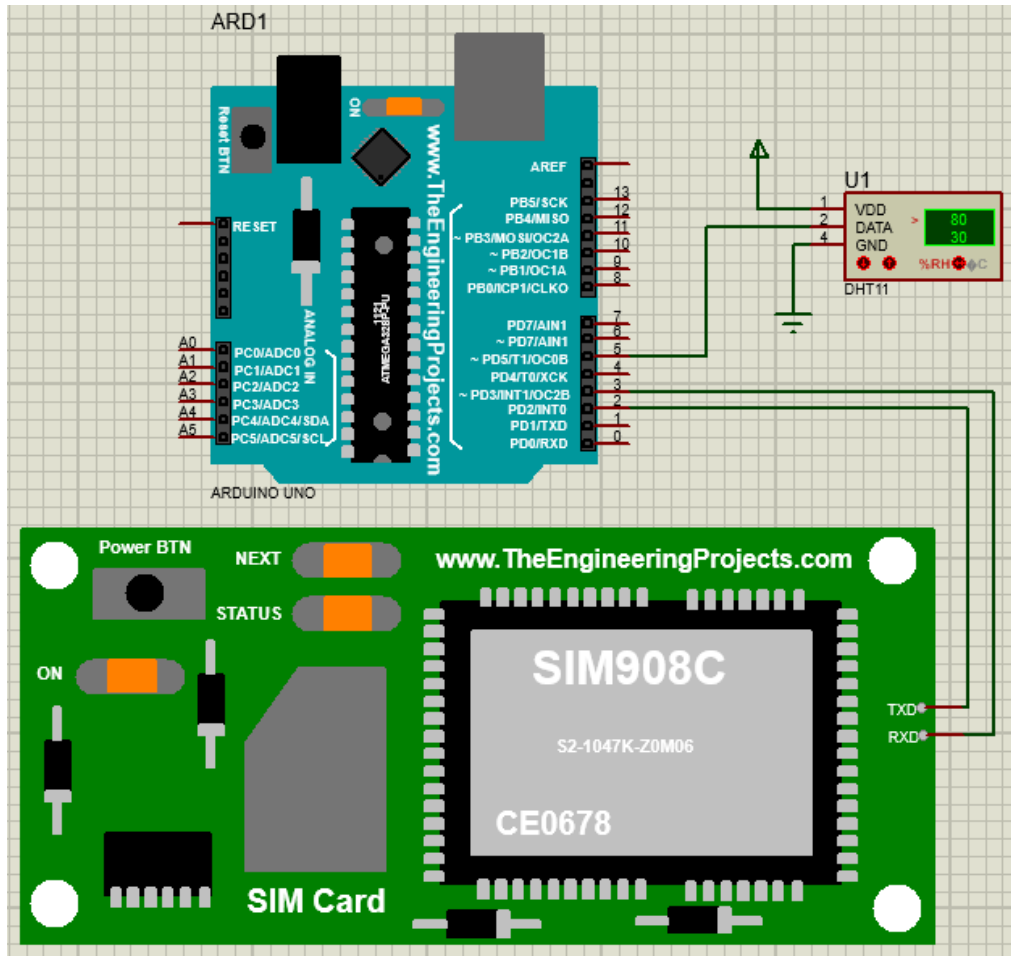 ARD1
Reset BTN
ON
www.TheEngineeringProjects.com
ANALOG IN
1121
ATMEGA328P-PU
RESET
A0 PC0/ADC0
A1 PC1/ADC1
A2 PC2/ADC2
A3 PC3/ADC3
A4 PC4/ADC4/SDA
A5 PC5/ADC5/SCL
AREF
PB5/SCK 13
PB4/MISO 12
~ PB3/MOSI/OC2A 11
~ PB2/OC1B 10
~ PB1/OC1A 9
PB0/ICP1/CLKO 8
PD7/AIN1 7
~ PD7/AIN1 6
~ PD5/T1/OC0B 5
PD4/T0/XCK 4
~ PD3/INT1/OC2B 3
PD2/INT0 2
PD1/TXD 1
PD0/RXD 0
ARDUINO UNO
U1
1 VDD
2 DATA
4 GND
> 80
30
%RH �C
DHT11
Power BTN
NEXT
STATUS
ON
www.TheEngineeringProjects.com
SIM908C
S2-1047K-Z0M06
CE0678
SIM Card
TXD
RXD